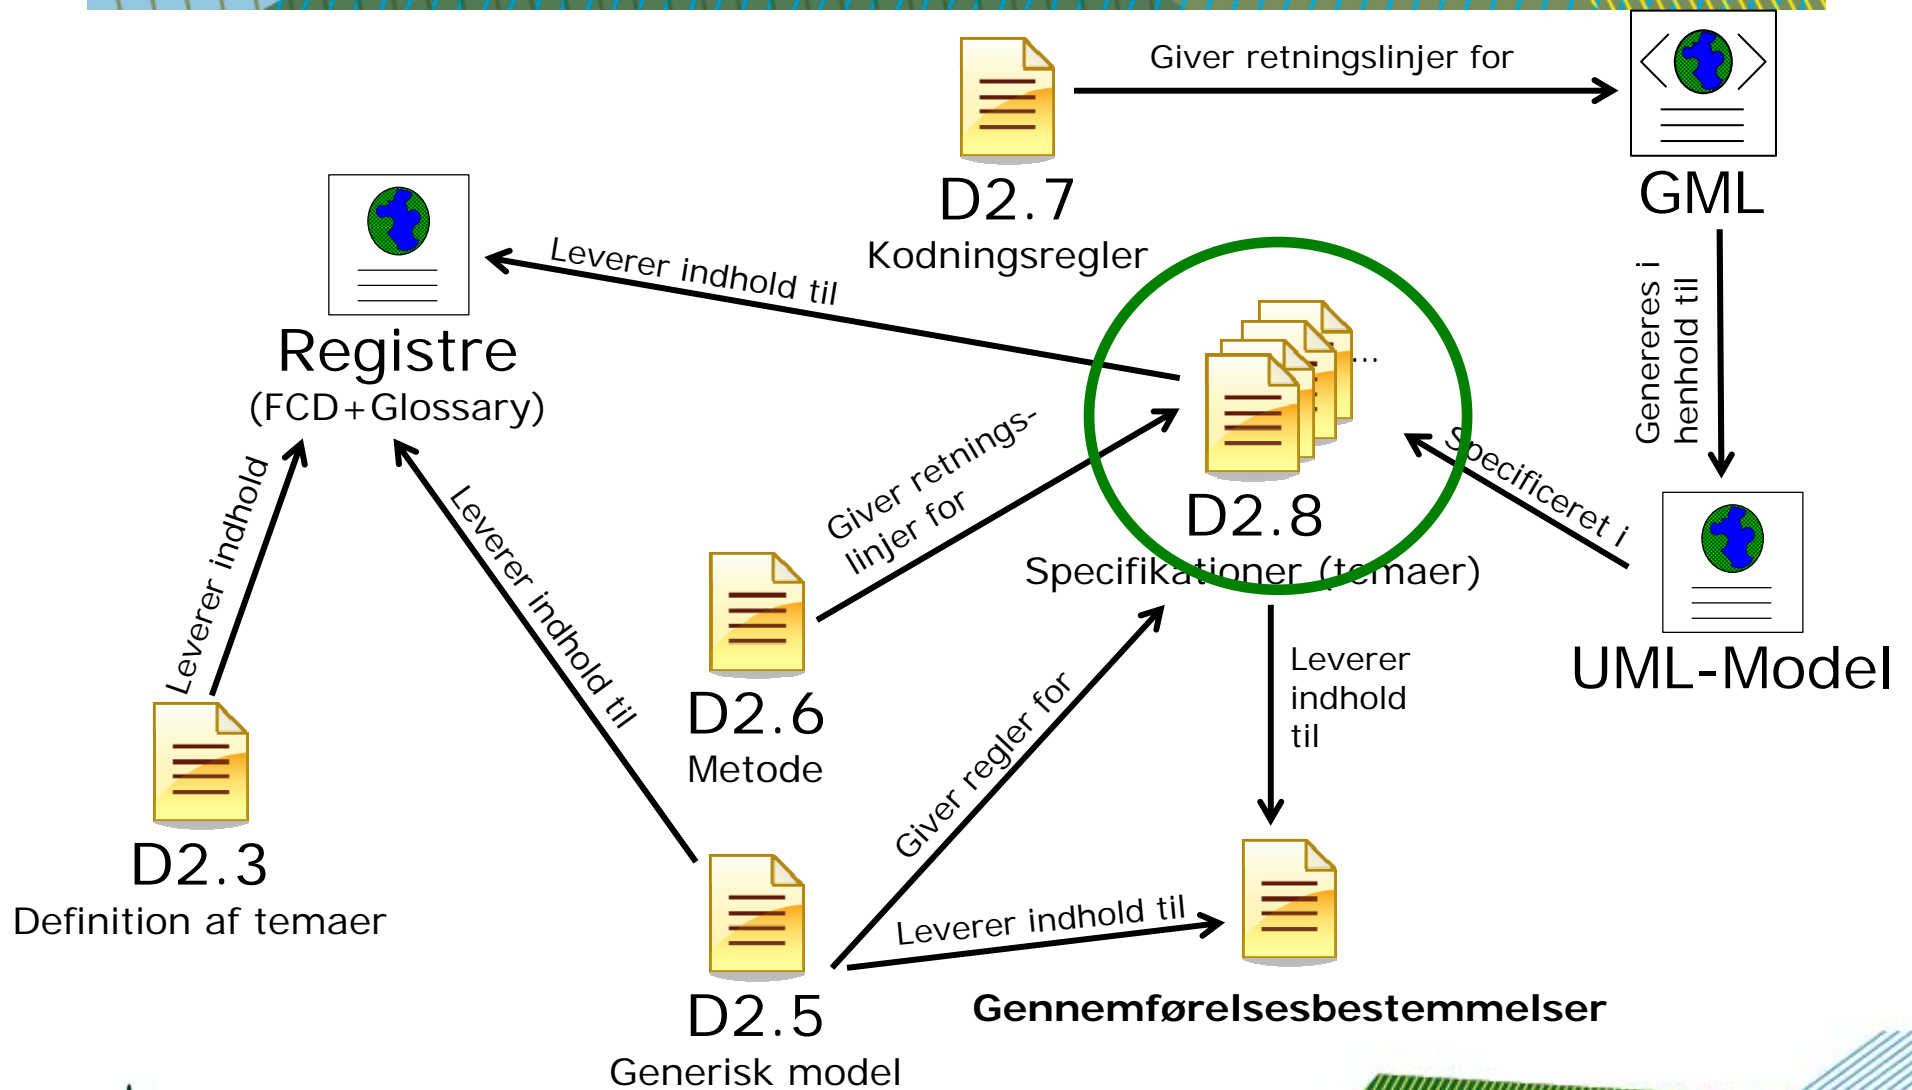 Giver retningslinjer for
GML
D2.7
Kodningsregler
Leverer indhold til
Registre
(FCD+Glossary)
Genereres i
henhold til
...
Giver retnings-
linjer for
Specificeret i
D2.8
Specifikationer (temaer)
Leverer indhold
Leverer indhold til
UML-Model
Leverer
indhold
til
D2.6
Metode
Giver regler for
D2.3
Definition af temaer
Leverer indhold til
D2.5
Generisk model
Gennemførelsesbestemmelser